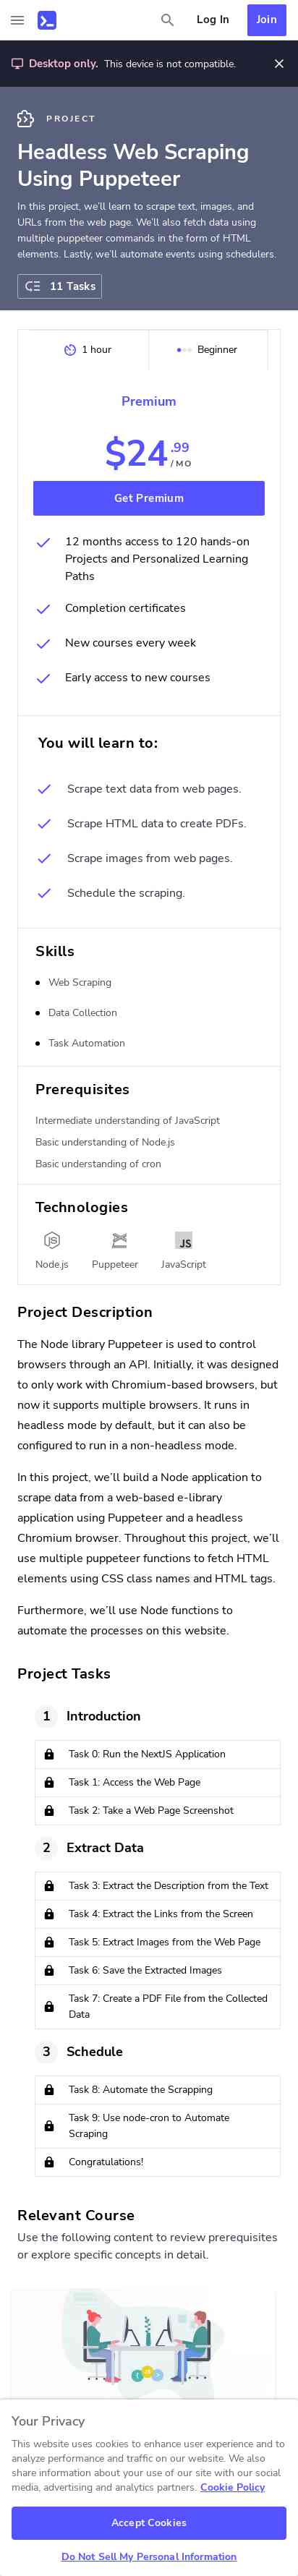 Log In
Join
Desktop only. This device is not compatible.
PROJECT
Headless Web Scraping
Using Puppeteer
In this project, we'll learn to scrape text, images, and
URLs from the web page. We'll also fetch data using
multiple puppeteer commands in the form of HTML
elements. Lastly, we'll automate events using schedulers.
11 Tasks
1 hour
Beginner
Premium
$24 .99
/ MO
Get Premium
12 months access to 120 hands-on
Projects and Personalized Learning
Paths
Completion certificates
New courses every week
Early access to new courses
You will learn to:
Scrape text data from web pages.
Scrape HTML data to create PDFs.
Scrape images from web pages.
Schedule the scraping.
Skills
Web Scraping
Data Collection
Task Automation
Prerequisites
Intermediate understanding of JavaScript
Basic understanding of Node.js
Basic understanding of cron
Technologies
JS
JS
Node.js
Puppeteer
JavaScript
Project Description
The Node library Puppeteer is used to control
browsers through an API. Initially, it was designed
to only work with Chromium-based browsers, but
now it supports multiple browsers. It runs in
headless mode by default, but it can also be
configured to run in a non-headless mode.
In this project, we'll build a Node application to
scrape data from a web-based e-library
application using Puppeteer and a headless
Chromium browser. Throughout this project, we'll
use multiple puppeteer functions to fetch HTML
elements using CSS class names and HTML tags.
Furthermore, we'll use Node functions to
automate the processes on this website.
Project Tasks
1 Introduction
Task 0: Run the NextJS Application
Task 1: Access the Web Page
Task 2: Take a Web Page Screenshot
2 Extract Data
Task 3: Extract the Description from the Text
Task 4: Extract the Links from the Screen
Task 5: Extract Images from the Web Page
Task 6: Save the Extracted Images
Task 7: Create a PDF File from the Collected
Data
3 Schedule
Task 8: Automate the Scrapping
Task 9: Use node-cron to Automate
Scraping
Congratulations!
Relevant Course
Use the following content to review prerequisites
or explore specific concepts in detail.
Your Privacy
This website uses cookies to enhance user experience and to
analyze performance and traffic on our website. We also
share information about your use of our site with our social
media, advertising and analytics partners. Cookie Policy
Accept Cookies
Do Not Sell My Personal Information